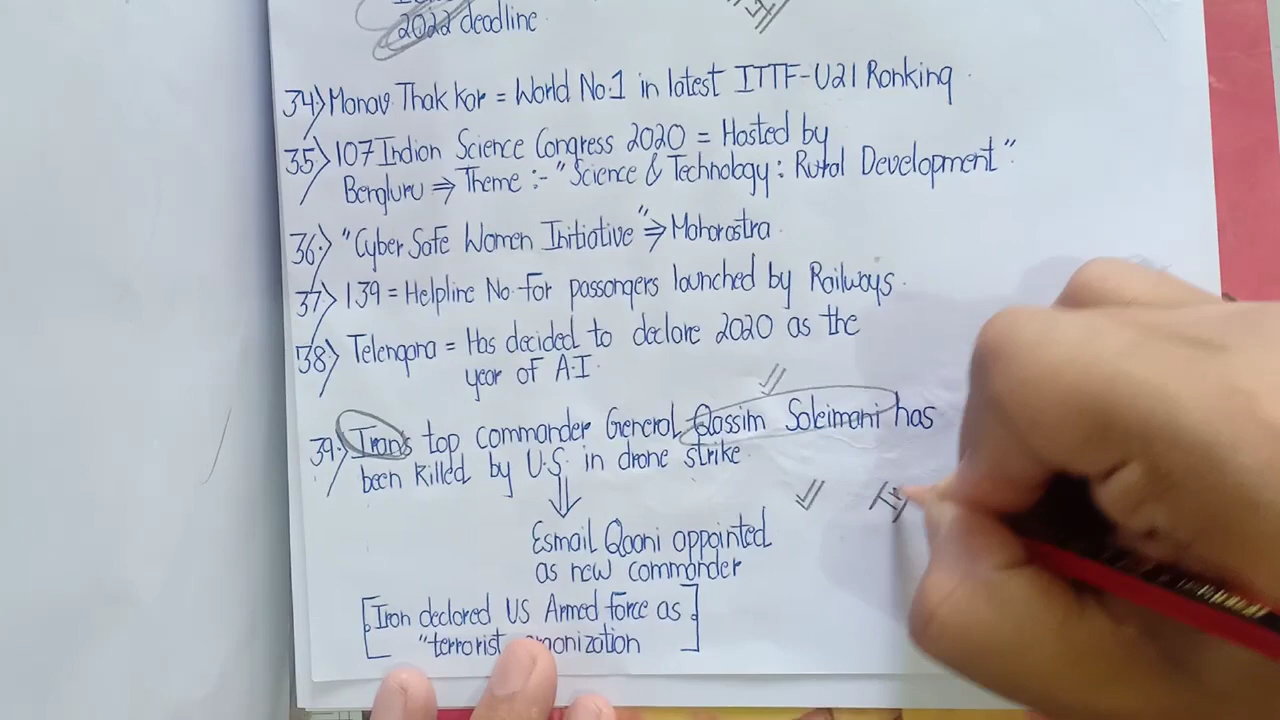 2022 deadline
34) Manav Thakkar = World No.1 in latest ITTF-U21 Ranking.
35) 107 Indian Science Congress 2020 = Hosted by
Bengluru ⇒ Theme :- "Science & Technology: Rural Development"
36) "Cyber Safe Women Initiative" ⇒ Maharastra.
37) 139 = Helpline No. for passangers launched by Railways.
38) Telengana = Has decided to declare 2020 as the
year of A.I.
39) Iran's top commander General Qassim Soleimani has
been killed by U.S. in drone strike.
Esmail Qaani appointed
as new commander
[Iran declared US Armed force as
"terrorist organization]